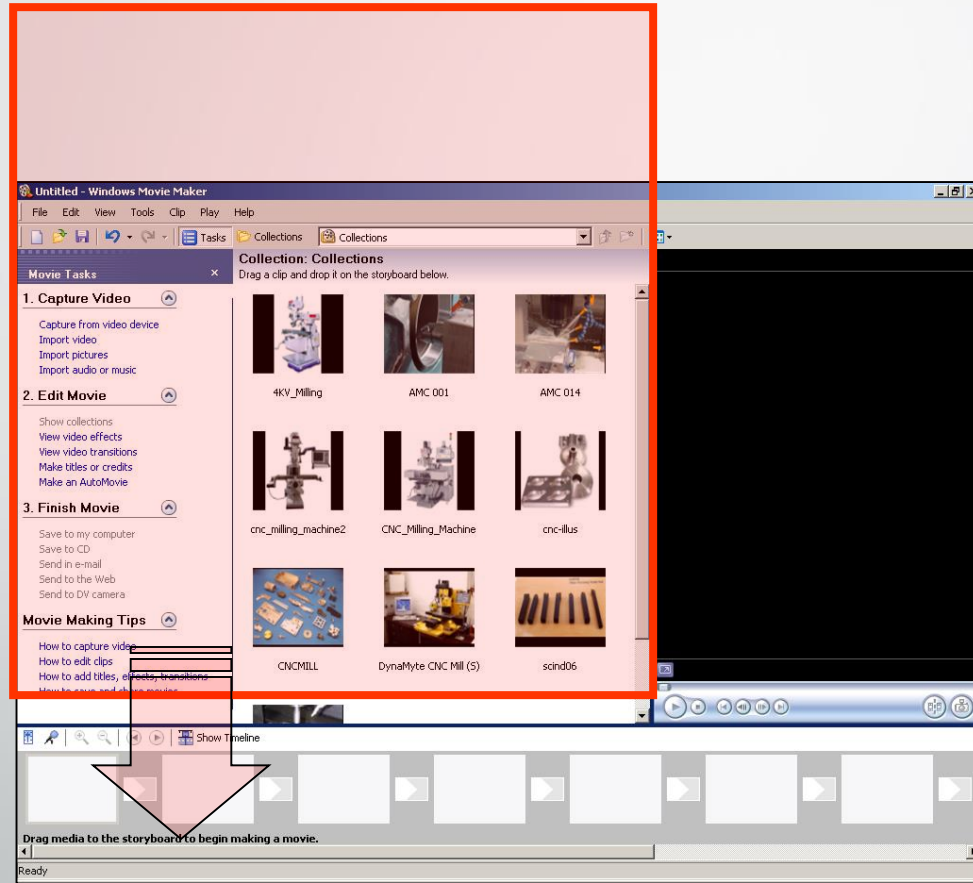 Untitled - Windows Movie Maker
File Edit View Tools Clip Play Help
Tasks Collections Collections
Movie Tasks
Collection: Collections
Drag a clip and drop it on the storyboard below.
1. Capture Video
Capture from video device
Import video
Import pictures
Import audio or music
2. Edit Movie
Show collections
View video effects
View video transitions
Make titles or credits
Make an AutoMovie
3. Finish Movie
Save to my computer
Save to CD
Send in e-mail
Send to the Web
Send to DV camera
Movie Making Tips
How to capture video
How to edit clips
How to add titles, effects, transitions
How to save and share movies
4KV_Milling AMC 001 AMC 014
cnc_milling_machine2 CNC_Milling_Machine cnc-illus
CNCMILL DynaMyte CNC Mill (S) scind06
Show Timeline
Drag media to the storyboard to begin making a movie.
Ready